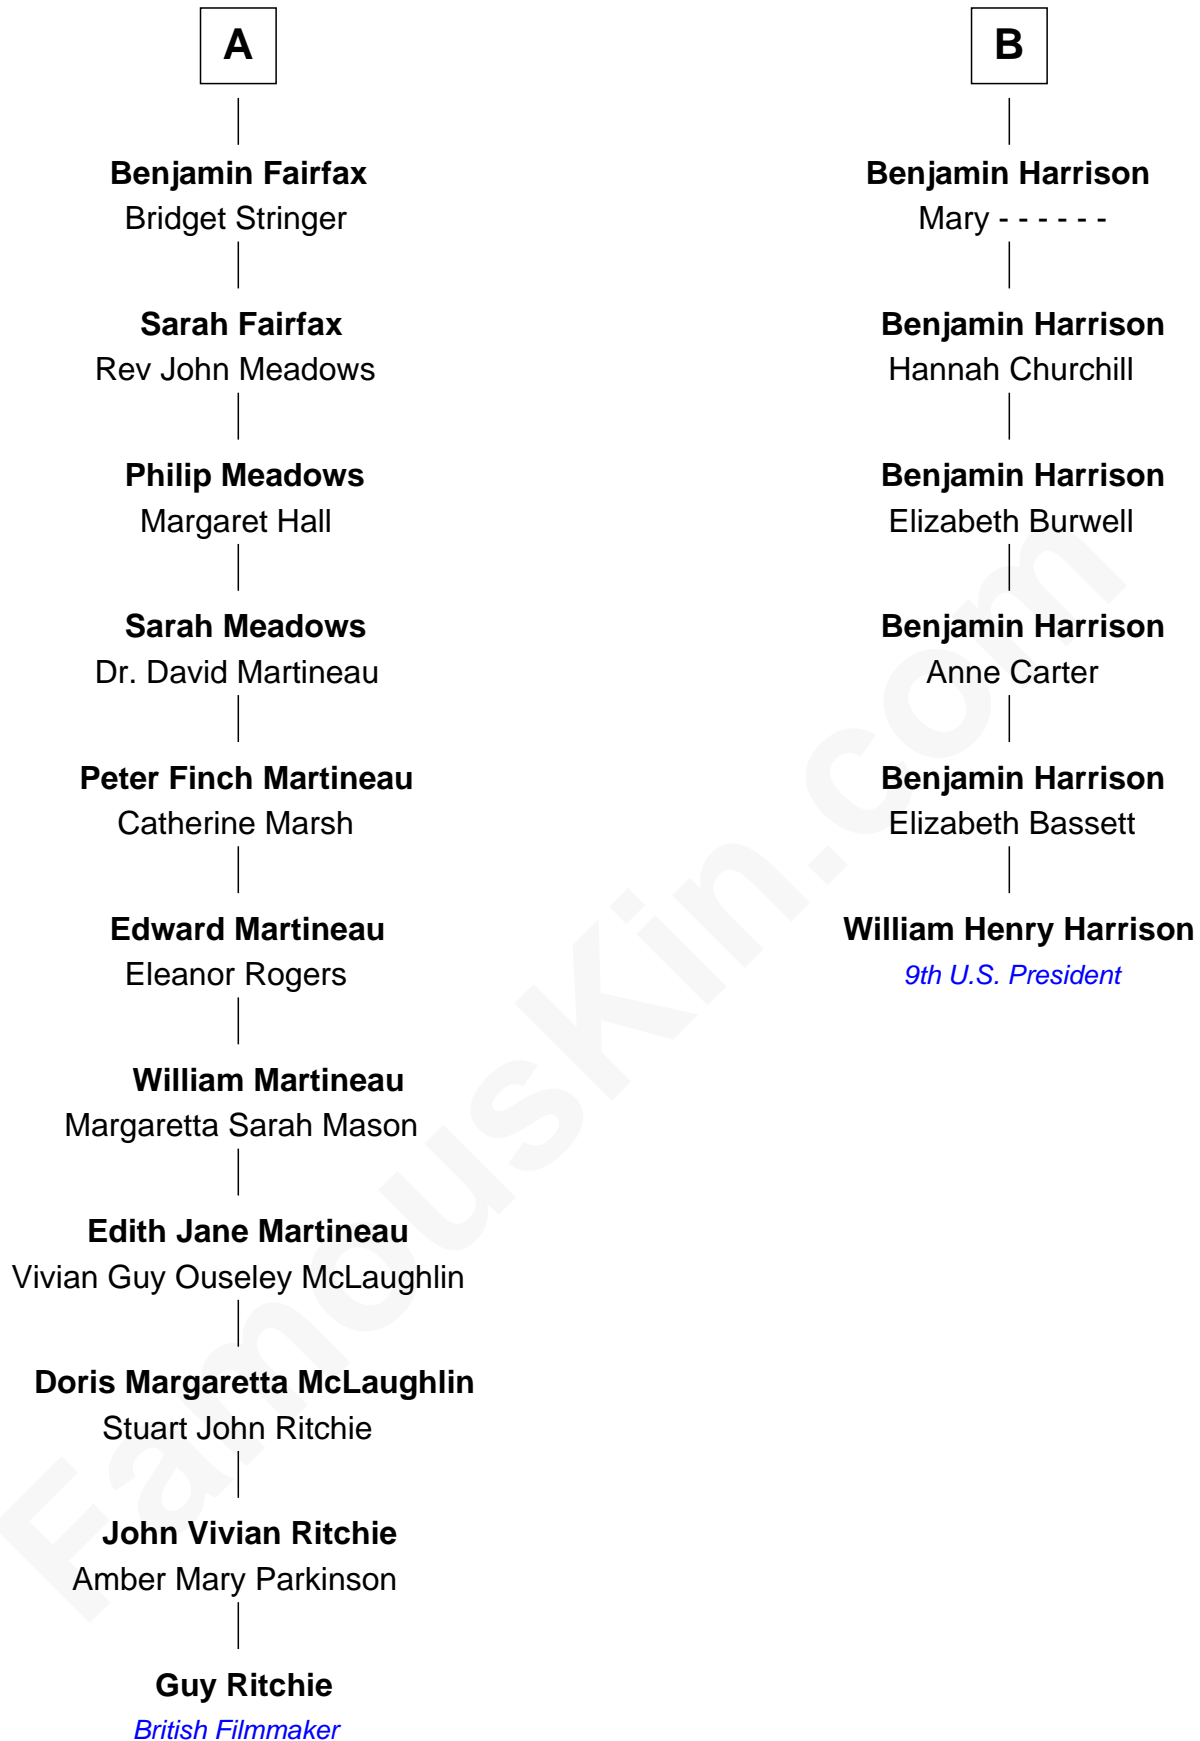 A
Benjamin Fairfax
Bridget Stringer
Sarah Fairfax
Rev John Meadows
Philip Meadows
Margaret Hall
Sarah Meadows
Dr. David Martineau
Peter Finch Martineau
Catherine Marsh
Edward Martineau
Eleanor Rogers
William Martineau
Margaretta Sarah Mason
Edith Jane Martineau
Vivian Guy Ouseley McLaughlin
Doris Margaretta McLaughlin
Stuart John Ritchie
John Vivian Ritchie
Amber Mary Parkinson
Guy Ritchie
British Filmmaker
B
Benjamin Harrison
Mary - - - - - -
Benjamin Harrison
Hannah Churchill
Benjamin Harrison
Elizabeth Burwell
Benjamin Harrison
Anne Carter
Benjamin Harrison
Elizabeth Bassett
William Henry Harrison
9th U.S. President
FamousKin.com